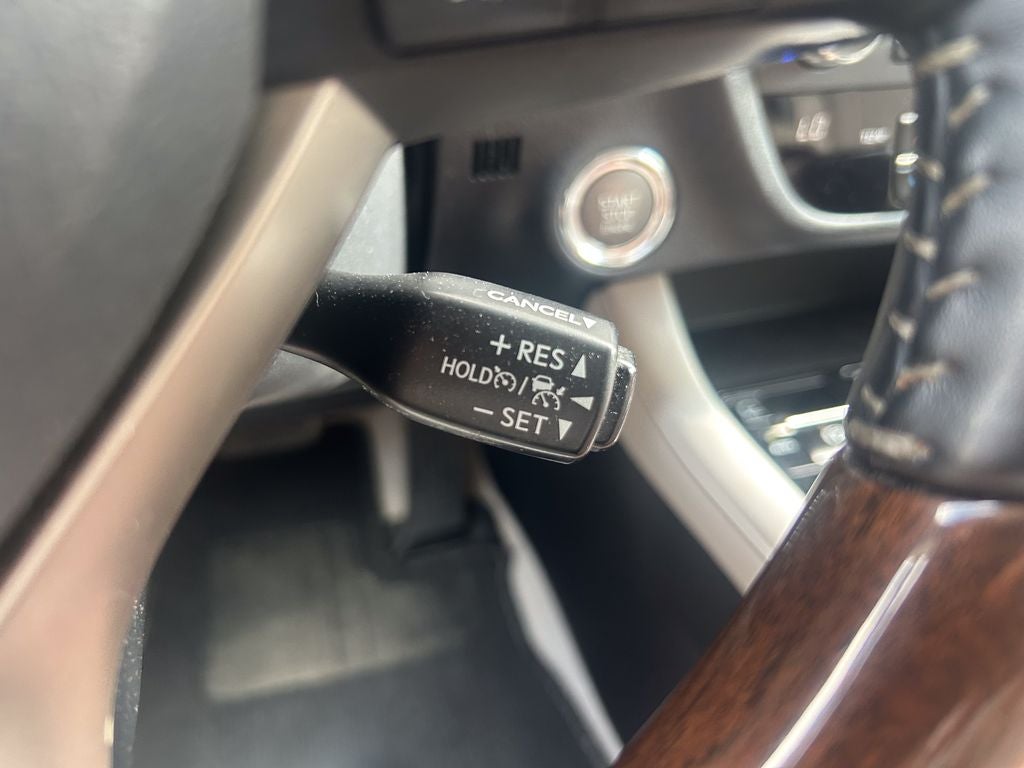 CANCEL
+ RES
HOLD /
− SET